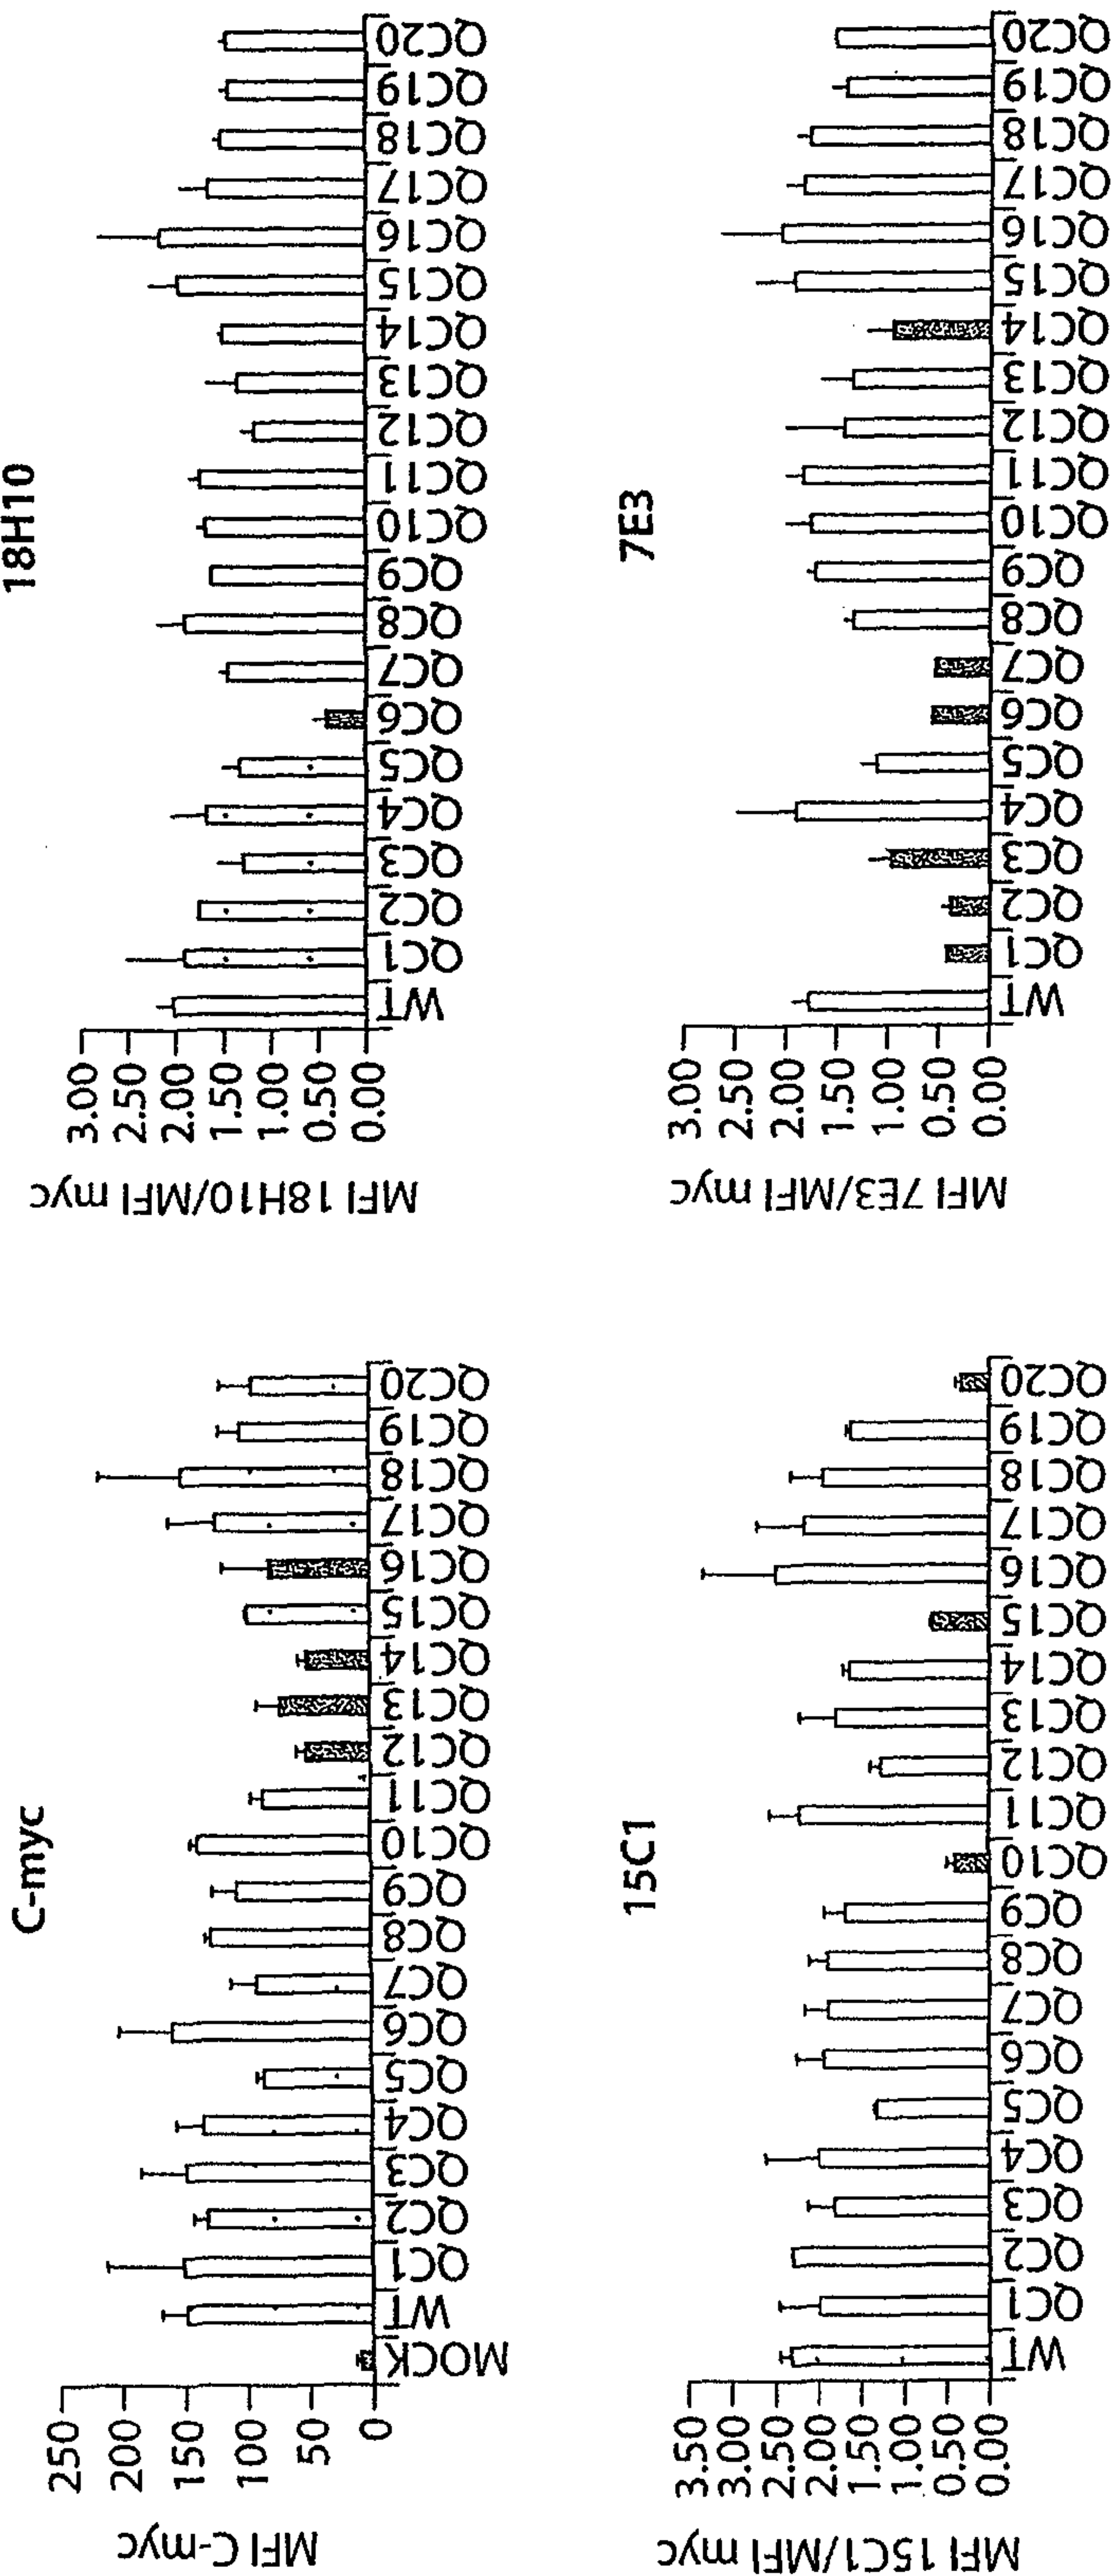 C-myc
MFI C-myc
250
200
150
100
50
0
MOCK
WT
QC1
QC2
QC3
QC4
QC5
QC6
QC7
QC8
QC9
QC10
QC11
QC12
QC13
QC14
QC15
QC16
QC17
QC18
QC19
QC20
18H10
MFI 18H10/MFI myc
3.00
2.50
2.00
1.50
1.00
0.50
0.00
WT
QC1
QC2
QC3
QC4
QC5
QC6
QC7
QC8
QC9
QC10
QC11
QC12
QC13
QC14
QC15
QC16
QC17
QC18
QC19
QC20
15C1
MFI 15C1/MFI myc
3.50
3.00
2.50
2.00
1.50
1.00
0.50
0.00
WT
QC1
QC2
QC3
QC4
QC5
QC6
QC7
QC8
QC9
QC10
QC11
QC12
QC13
QC14
QC15
QC16
QC17
QC18
QC19
QC20
7E3
MFI 7E3/MFI myc
3.00
2.50
2.00
1.50
1.00
0.50
0.00
WT
QC1
QC2
QC3
QC4
QC5
QC6
QC7
QC8
QC9
QC10
QC11
QC12
QC13
QC14
QC15
QC16
QC17
QC18
QC19
QC20